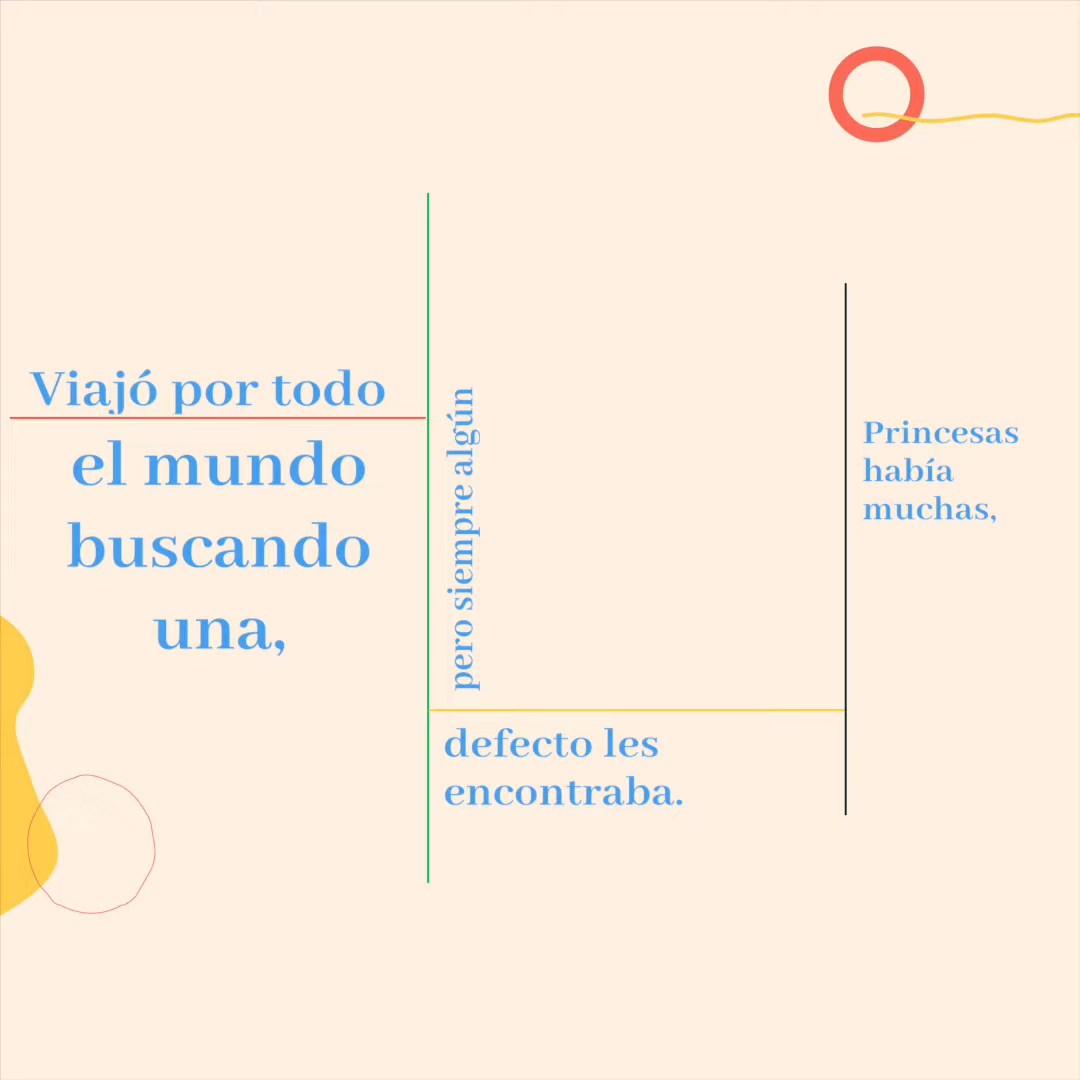 Viajó por todo
el mundo
buscando
una,
pero siempre algún
defecto les
encontraba.
Princesas
había
muchas,